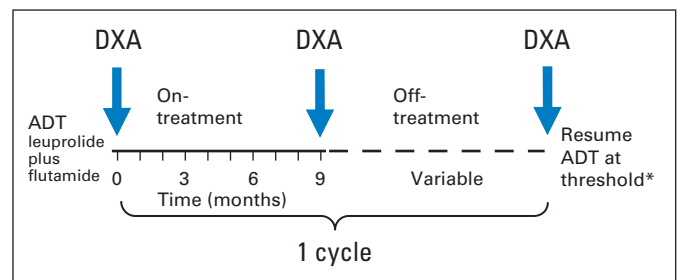 DXA DXA DXA
On-
treatment
Off-
treatment
ADT
leuprolide
plus
flutamide
0 3 6 9 Variable
Time (months)
Resume
ADT at
threshold*
1 cycle